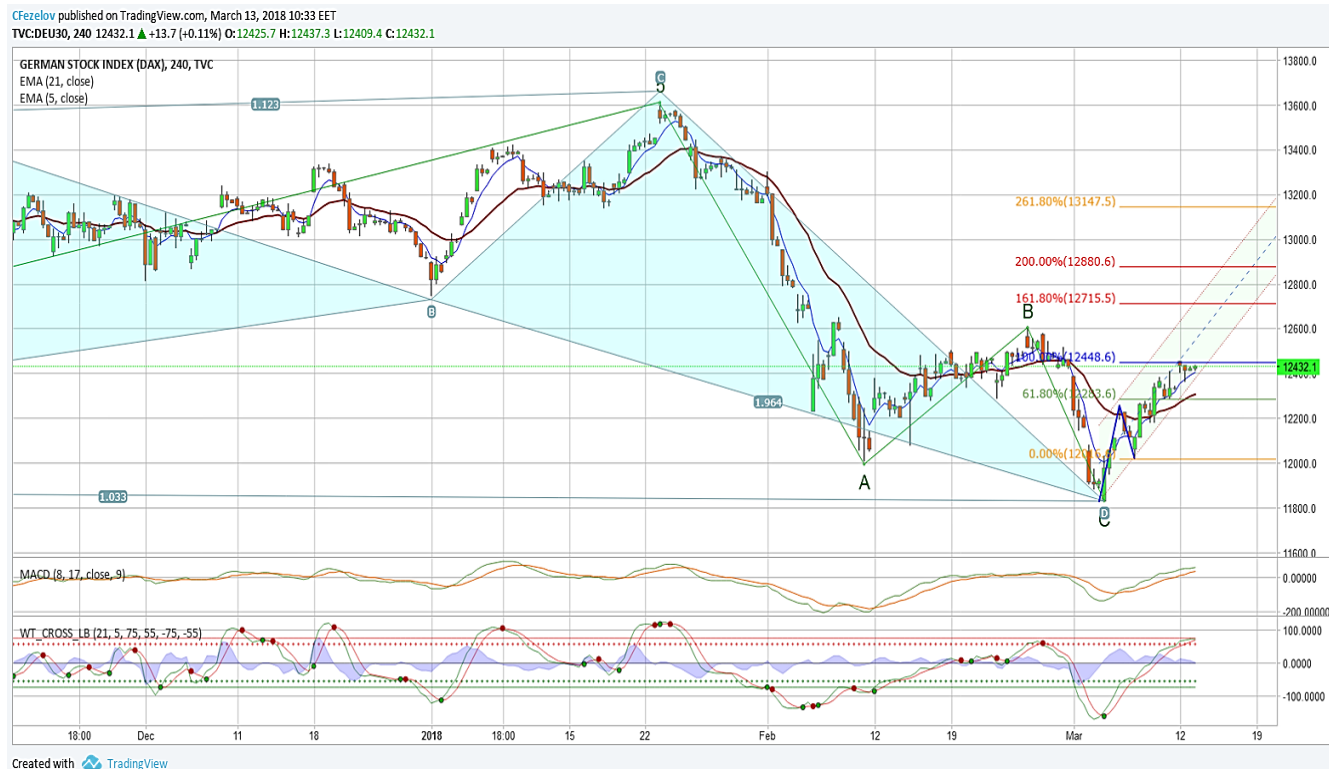 CFezelov published on TradingView.com, March 13, 2018 10:33 EET
TVC:DEU30, 240 12432.1 ▲ +13.7 (+0.11%) O:12425.7 H:12437.3 L:12409.4 C:12432.1
GERMAN STOCK INDEX (DAX), 240, TVC
EMA (21, close)
EMA (5, close)
1.123
C
5
13800.0
13600.0
13400.0
13200.0
13000.0
12800.0
12600.0
12432.1
12400.0
12200.0
12000.0
11800.0
11600.0
261.80%(13147.5)
200.00%(12880.6)
161.80%(12715.5)
B
100.00%(12448.6)
61.80%(12283.6)
B
1.964
A
1.033
D
C
MACD (8, 17, close, 9)
0.00000
-200.00000
WT_CROSS_LB (21, 5, 75, 55, -75, -55)
100.0000
0.0000
-100.0000
18:00 Dec 11 18 2018 18:00 15 22 Feb 12 19 Mar 12 19
Created with TradingView